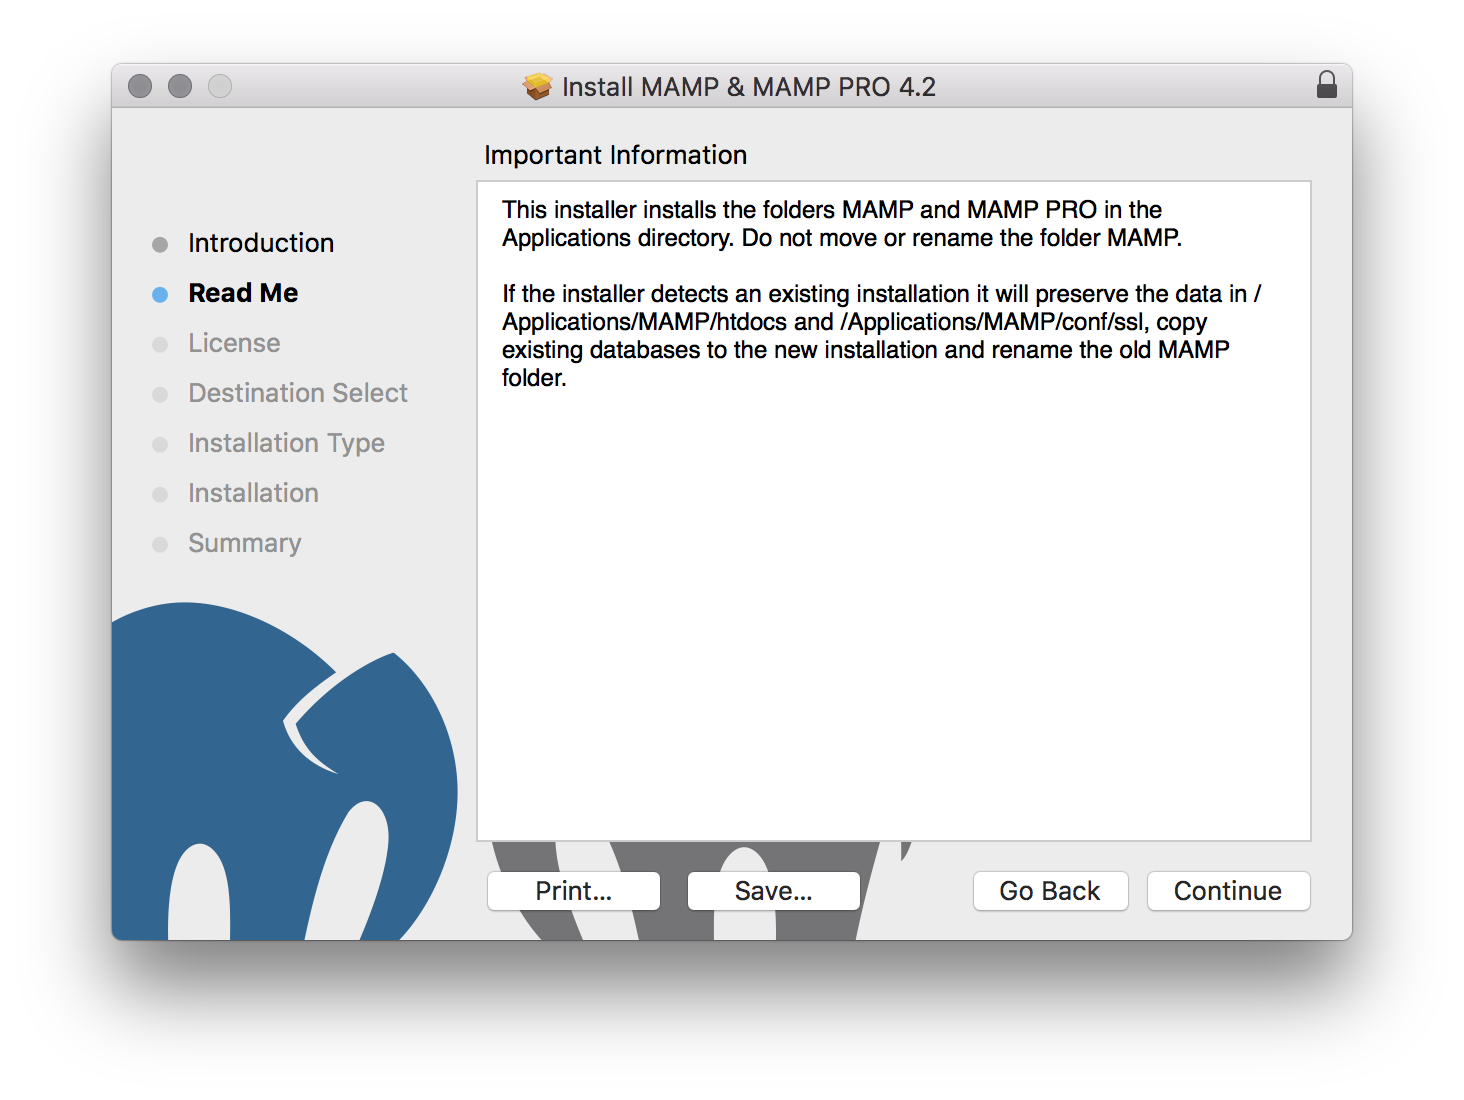 Install MAMP & MAMP PRO 4.2
Important Information
Introduction
Read Me
License
Destination Select
Installation Type
Installation
Summary
This installer installs the folders MAMP and MAMP PRO in the
Applications directory. Do not move or rename the folder MAMP.
If the installer detects an existing installation it will preserve the data in /
Applications/MAMP/htdocs and /Applications/MAMP/conf/ssl, copy
existing databases to the new installation and rename the old MAMP
folder.
Print...
Save...
Go Back
Continue